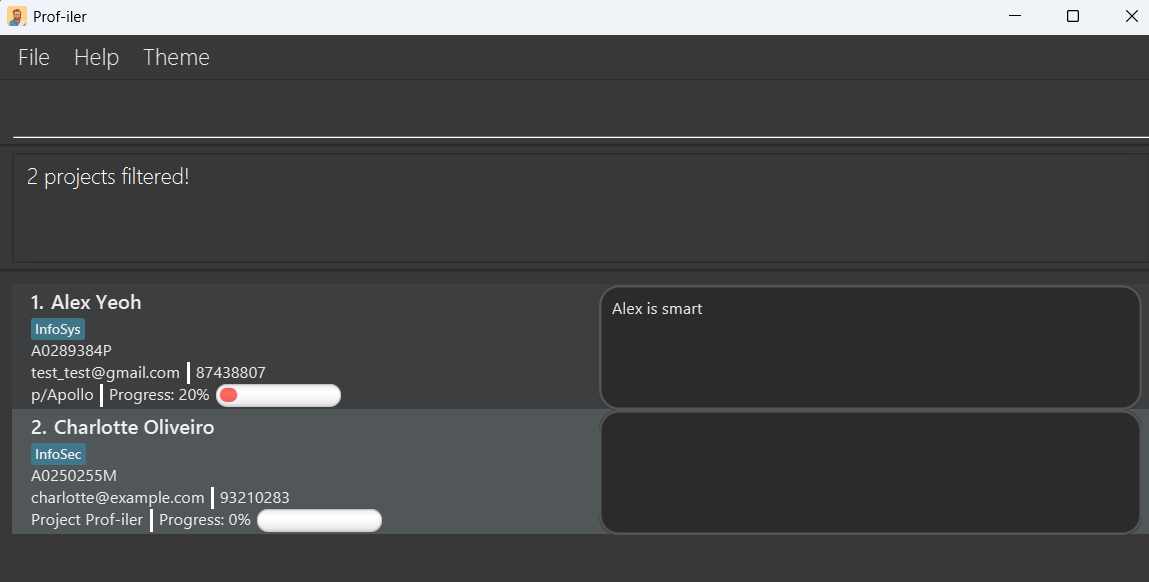 Prof-iler
File Help Theme
2 projects filtered!
1. Alex Yeoh
InfoSys
A0289384P
test_test@gmail.com 87438807
p/Apollo Progress: 20%
Alex is smart
2. Charlotte Oliveiro
InfoSec
A0250255M
charlotte@example.com 93210283
Project Prof-iler Progress: 0%